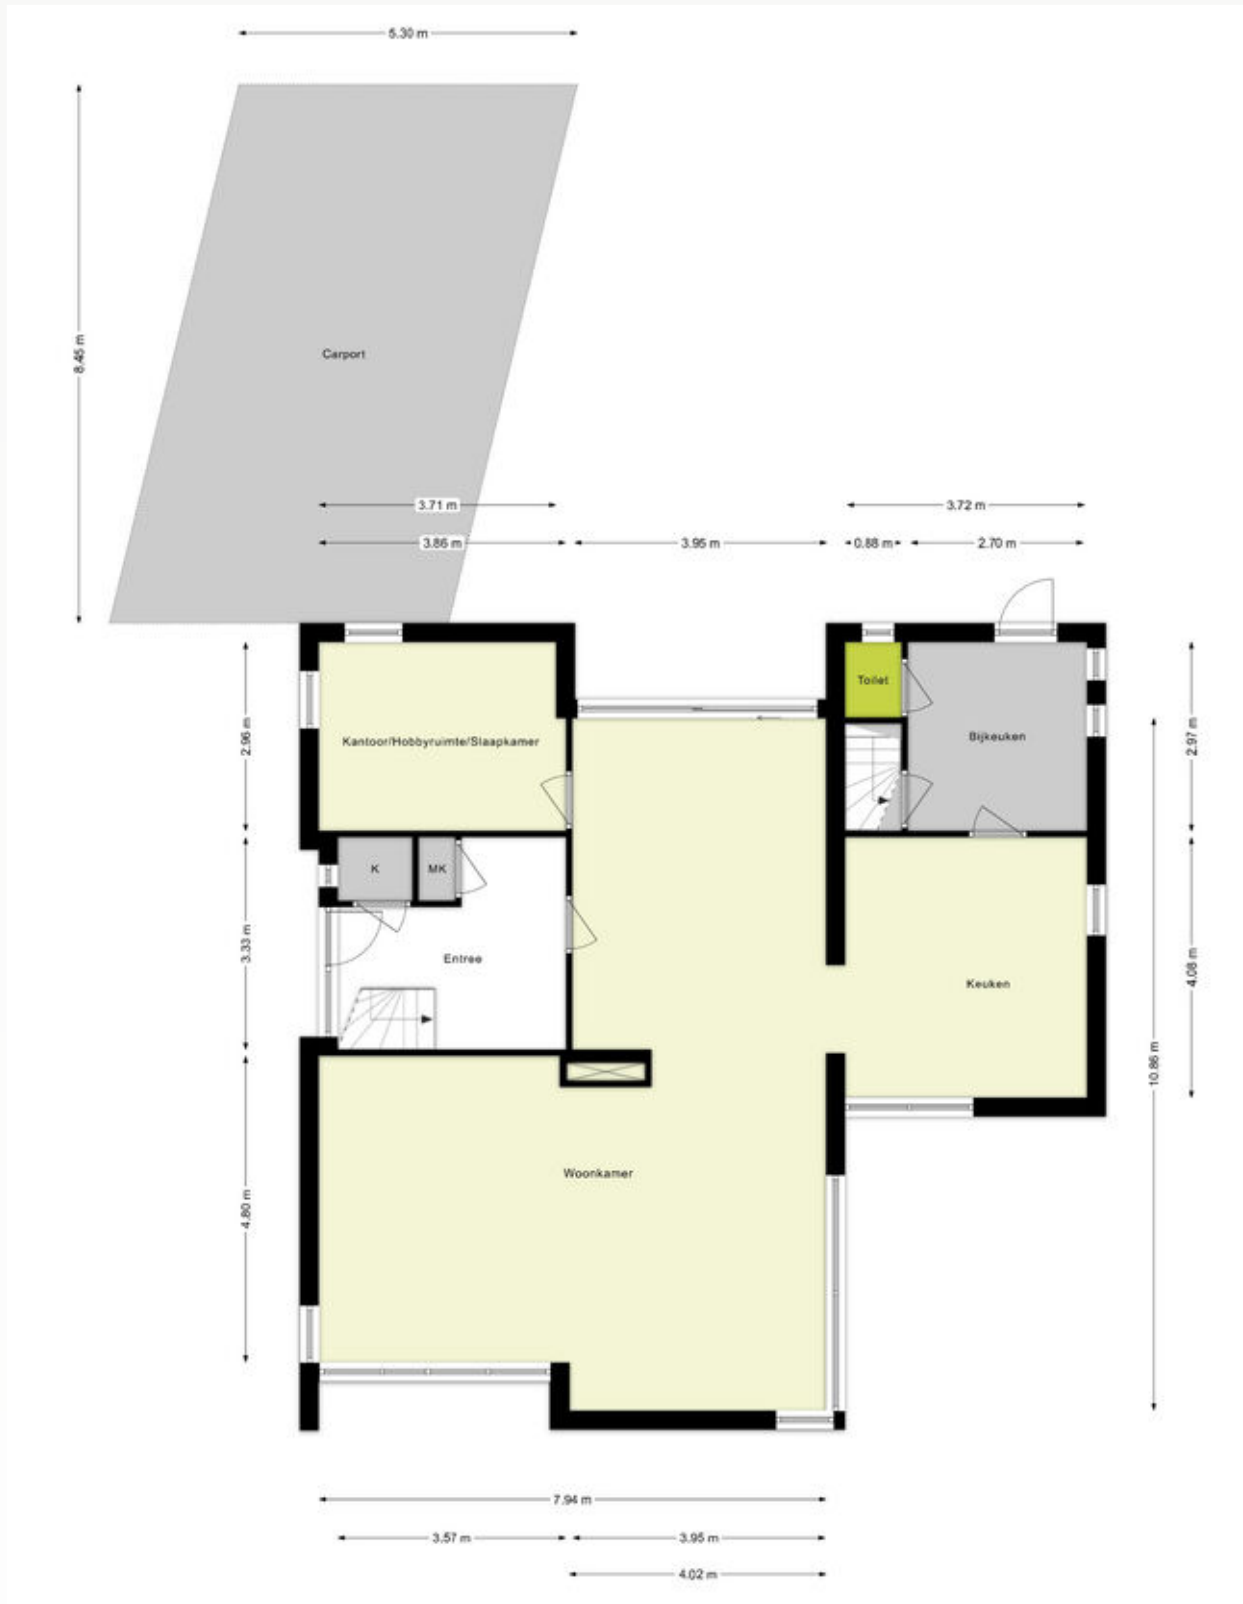 5.30 m
8.45 m
Carport
3.71 m
3.72 m
3.86 m
3.95 m
0.88 m
2.70 m
Toilet
2.96 m
Kantoor/Hobbyruimte/Slaapkamer
Bijkeuken
2.97 m
K
MK
3.33 m
Entree
Keuken
4.08 m
10.86 m
Woonkamer
4.80 m
7.94 m
3.57 m
3.95 m
4.02 m